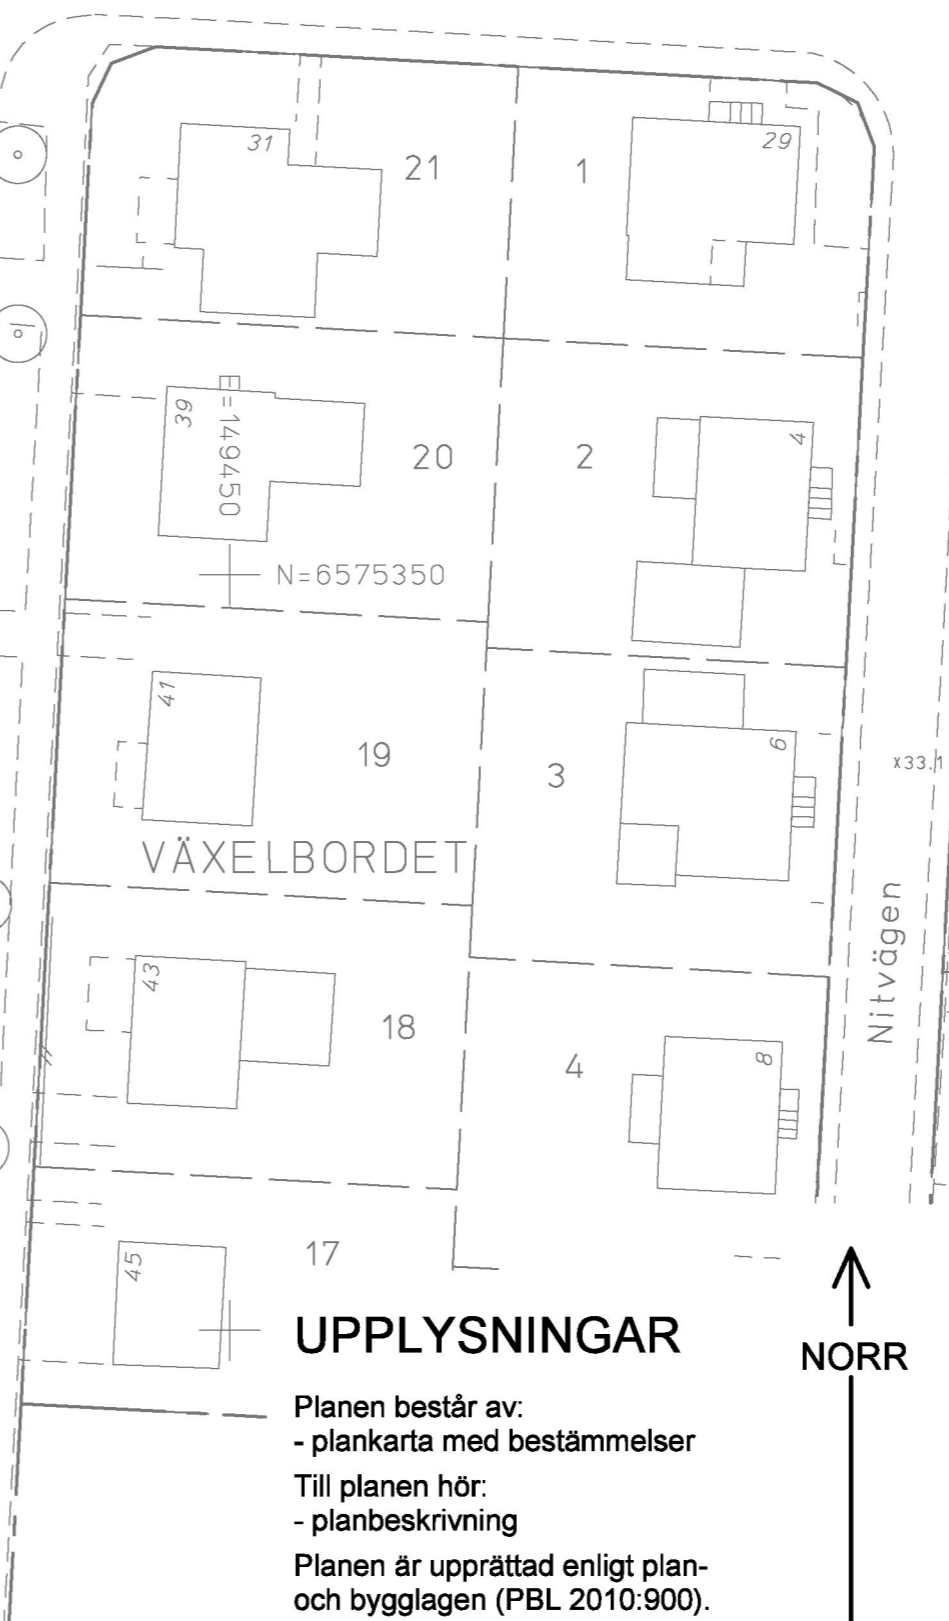 31
21
1
29
39
E=149450
20
2
4
N=6575350
41
19
3
6
x33.1
VÄXELBORDET
Nitvägen
43
18
4
8
45
17
UPPLYSNINGAR
NORR
Planen består av:
- plankarta med bestämmelser
Till planen hör:
- planbeskrivning
Planen är upprättad enligt plan-
och bygglagen (PBL 2010:900).